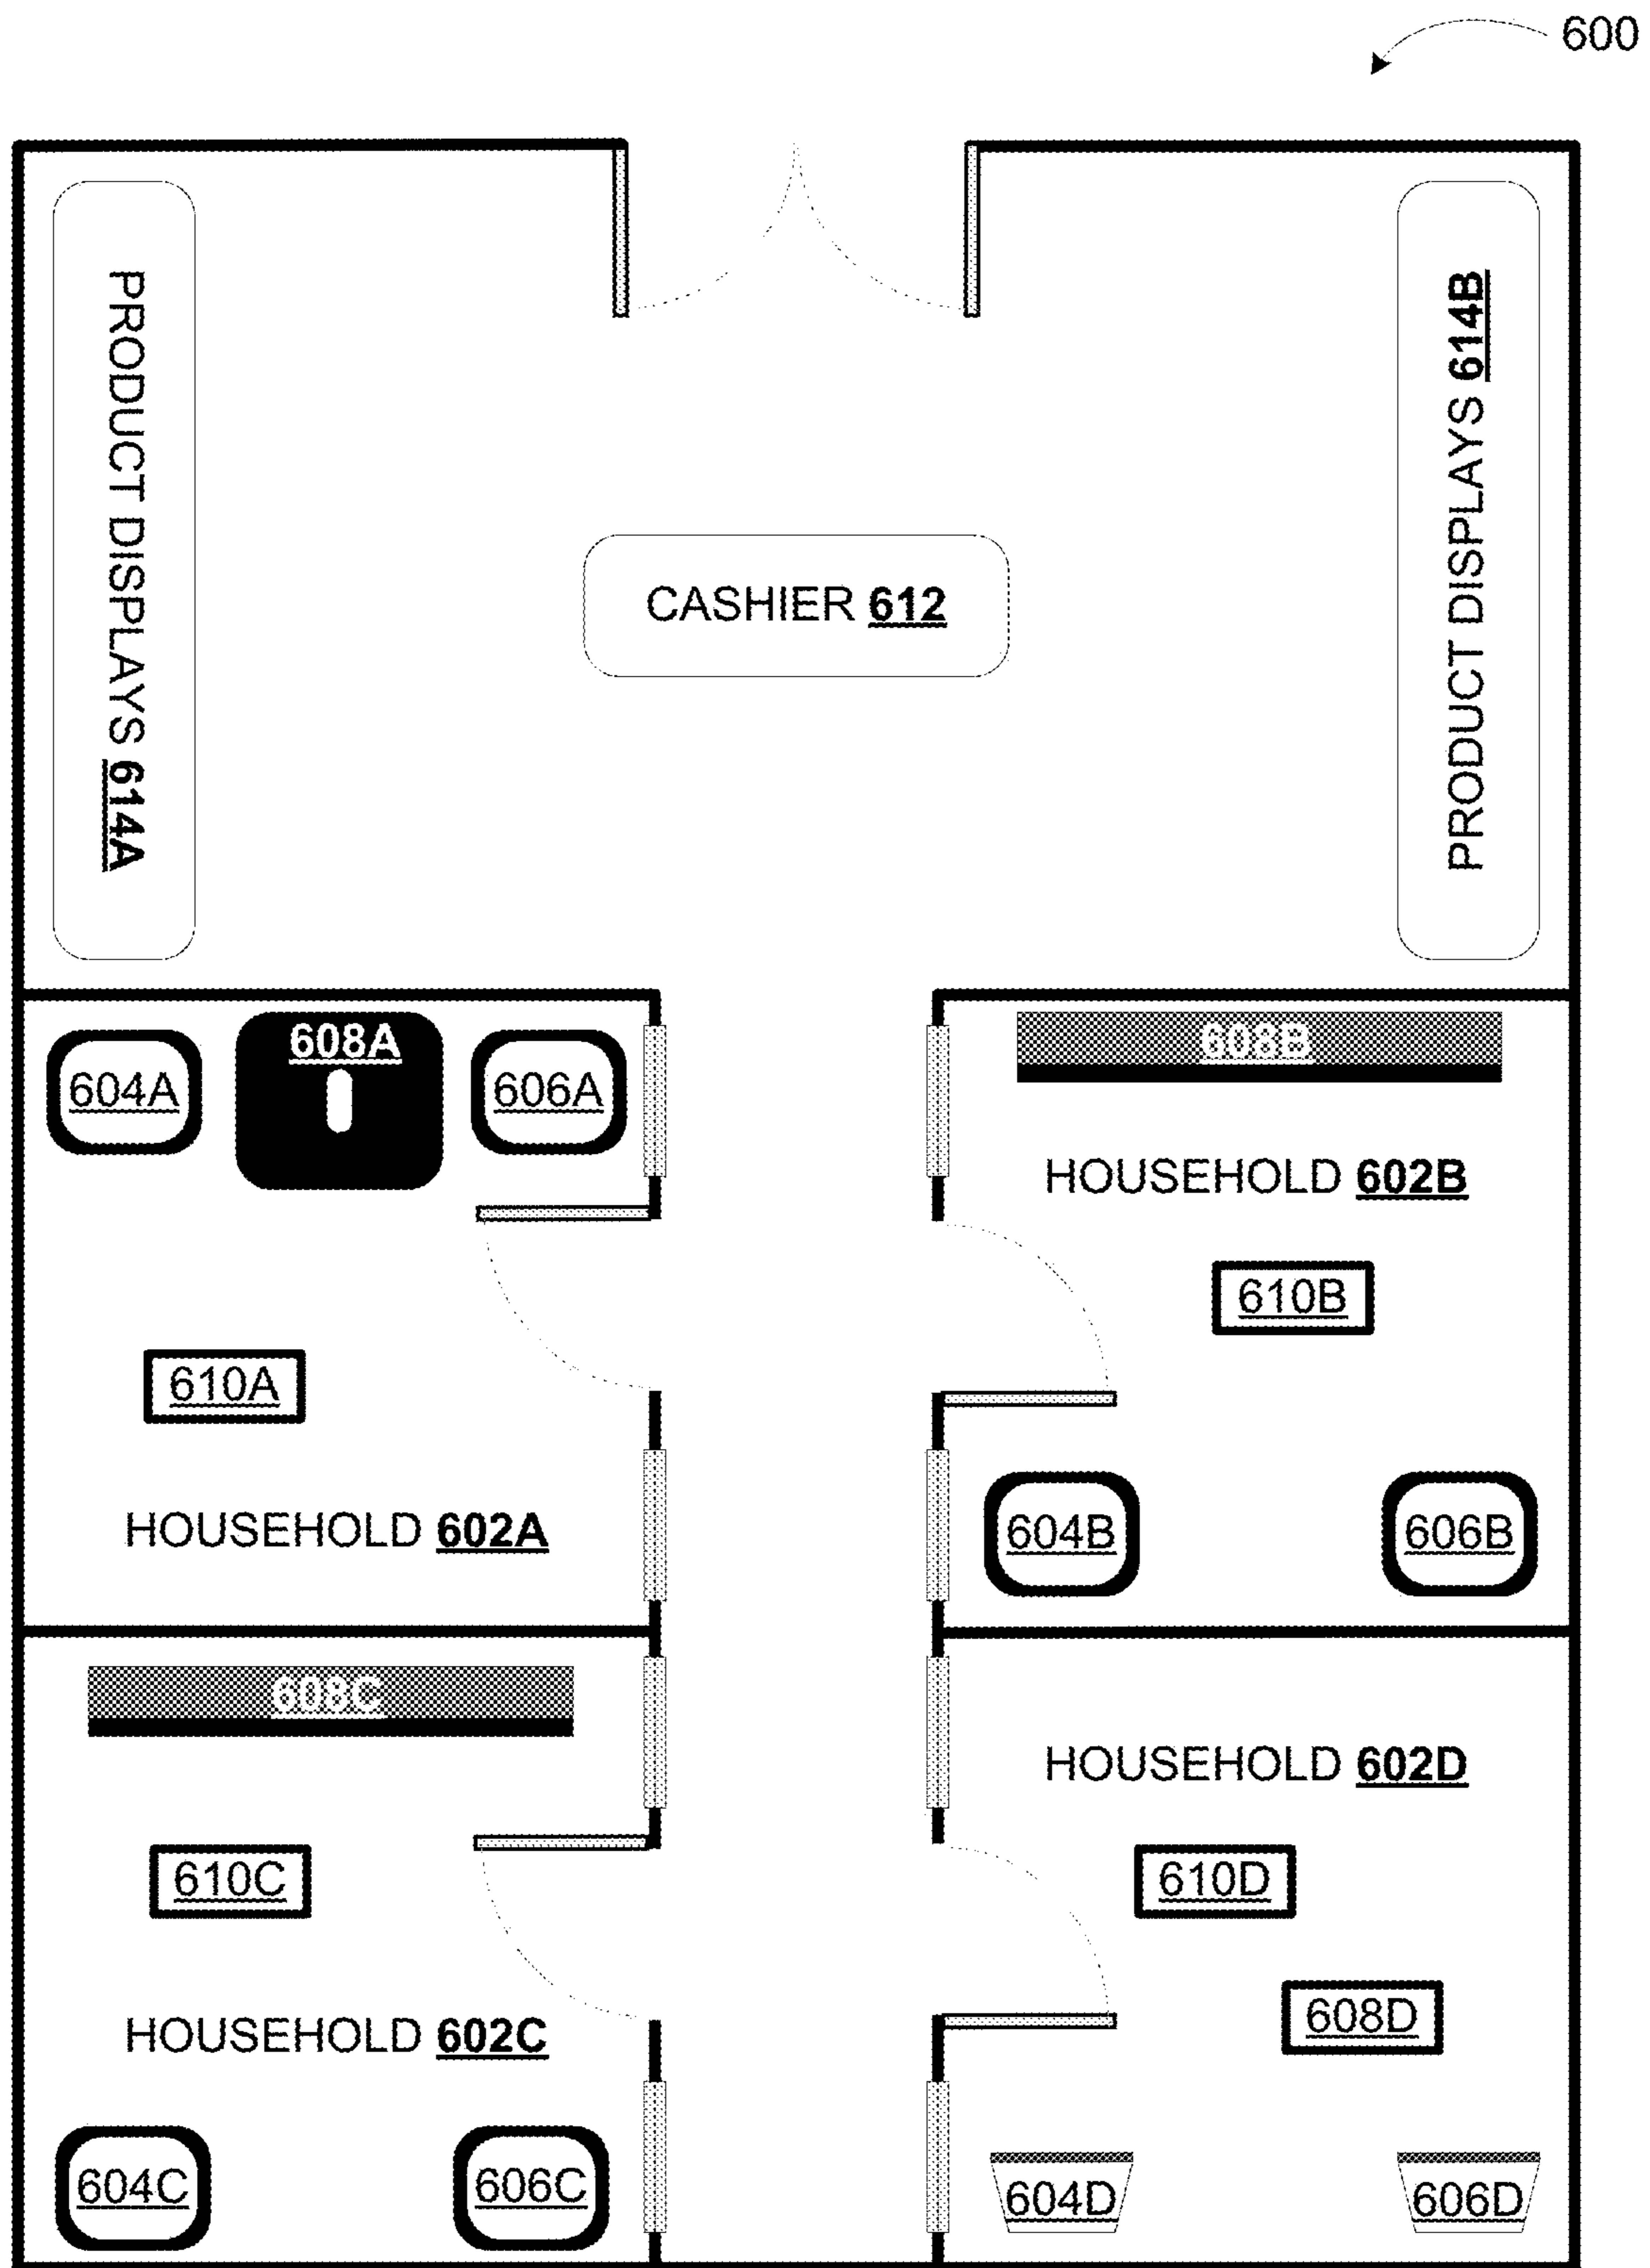 600
PRODUCT DISPLAYS 614A
PRODUCT DISPLAYS 614B
CASHIER 612
604A
608A
606A
608B
HOUSEHOLD 602B
610B
610A
HOUSEHOLD 602A
604B
606B
608C
HOUSEHOLD 602D
610C
610D
608D
HOUSEHOLD 602C
604C
606C
604D
606D